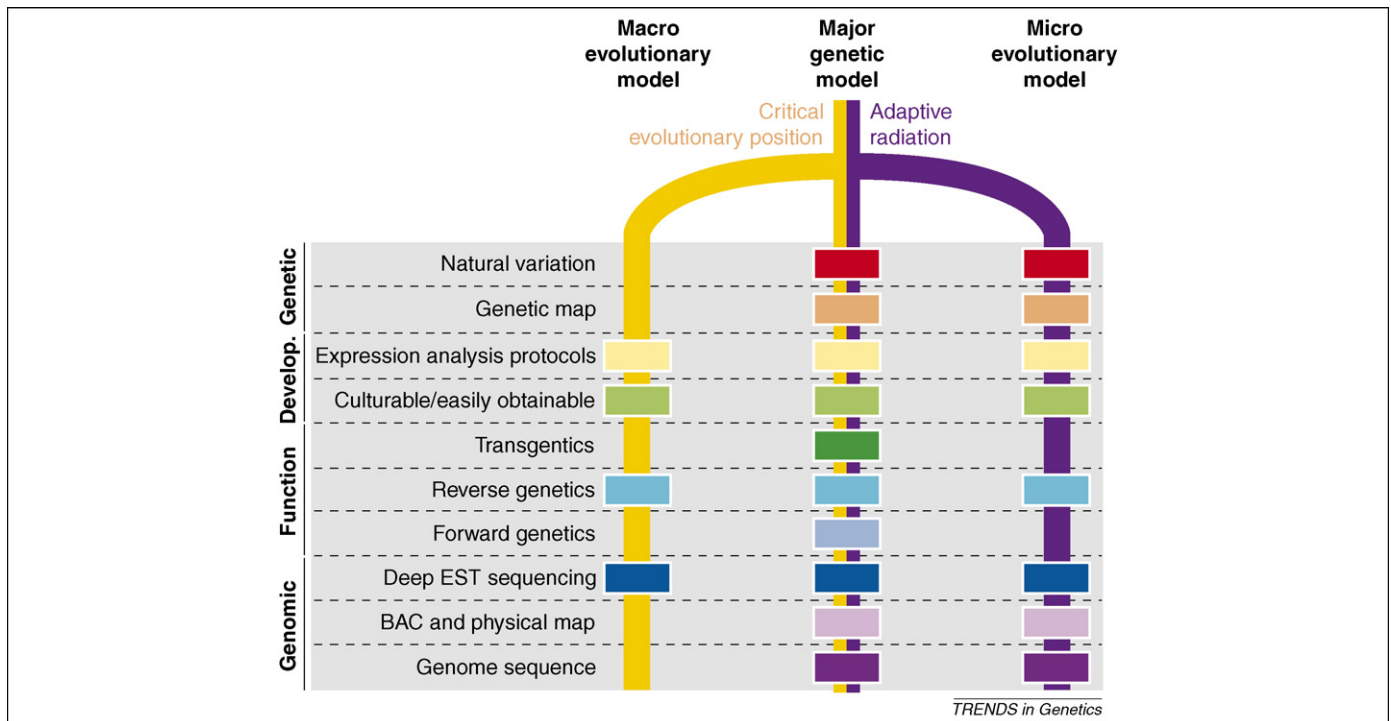 Macro
evolutionary
model
Major
genetic
model
Micro
evolutionary
model
Critical
evolutionary position
Adaptive
radiation
Genetic
Natural variation
Genetic map
Develop.
Expression analysis protocols
Culturable/easily obtainable
Function
Transgentics
Reverse genetics
Forward genetics
Genomic
Deep EST sequencing
BAC and physical map
Genome sequence
TRENDS in Genetics